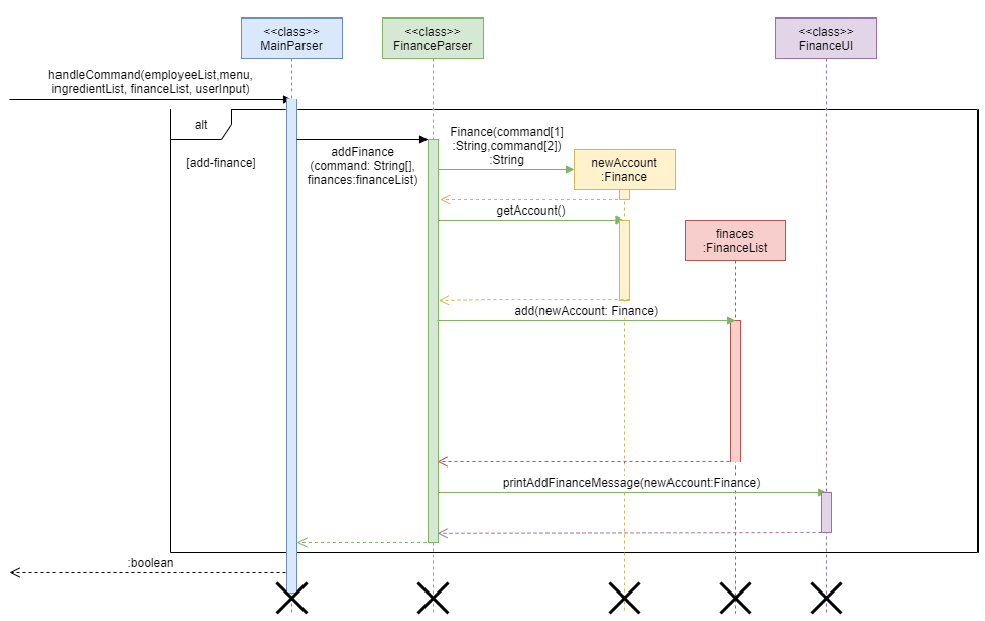 <<class>>
MainParser
<<class>>
FinanceParser
<<class>>
FinanceUI
handleCommand(employeeList,menu,
ingredientList, financeList, userInput)
alt
[add-finance]
addFinance
(command: String[],
finances:financeList)
Finance(command[1]
:String,command[2])
:String
newAccount
:Finance
getAccount()
finaces
:FinanceList
add(newAccount: Finance)
printAddFinanceMessage(newAccount:Finance)
:boolean